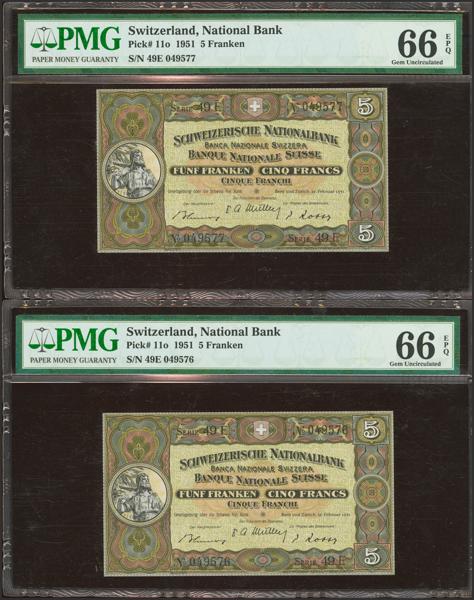 PMG
PAPER MONEY GUARANTY
Switzerland, National Bank
Pick# 11o 1951 5 Franken
S/N 49E 049577
66 EPQ
Gem Uncirculated
SERIE 49 E
Nº 049577
5
SCHWEIZERISCHE NATIONALBANK
BANCA NAZIONALE SVIZZERA
BANQUE NATIONALE SUISSE
FÜNF FRANKEN CINQ FRANCS
CINQUE FRANCHI
Nº 049577
SERIE 49 E
5
PMG
PAPER MONEY GUARANTY
Switzerland, National Bank
Pick# 11o 1951 5 Franken
S/N 49E 049576
66 EPQ
Gem Uncirculated
SERIE 49 E
Nº 049576
5
SCHWEIZERISCHE NATIONALBANK
BANCA NAZIONALE SVIZZERA
BANQUE NATIONALE SUISSE
FÜNF FRANKEN CINQ FRANCS
CINQUE FRANCHI
Nº 049576
SERIE 49 E
5